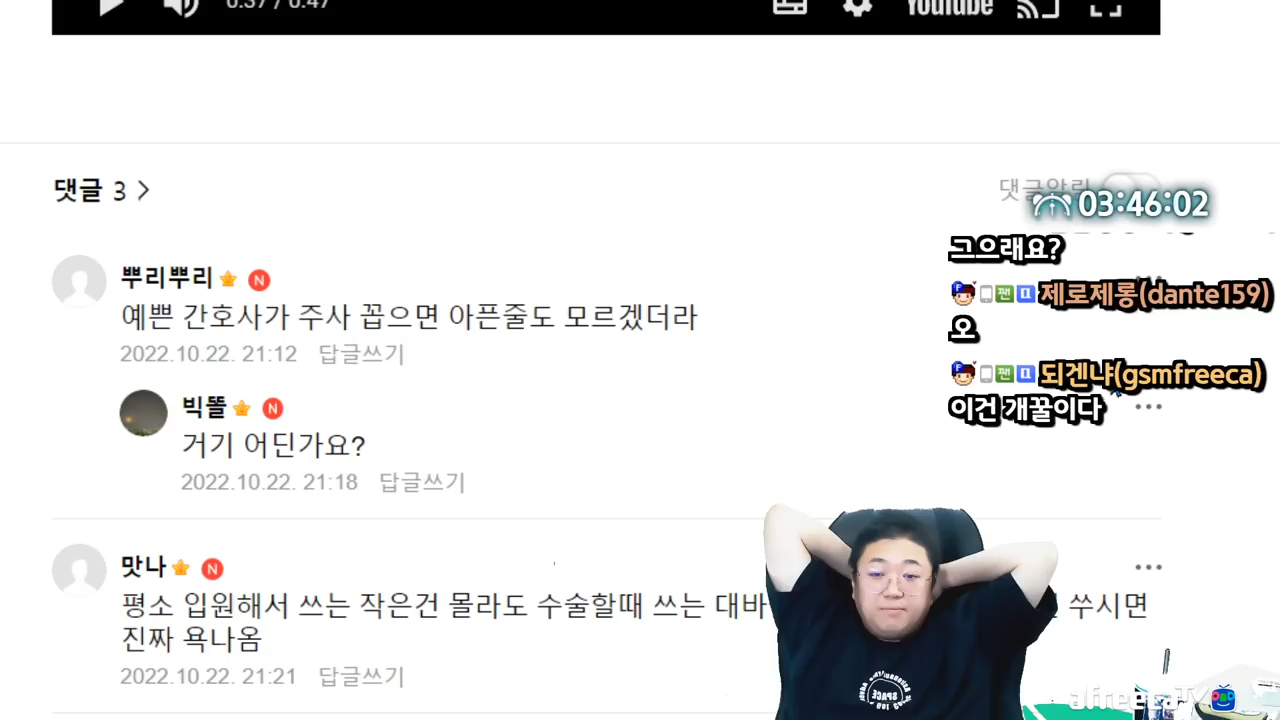 0:37 / 0:47
YouTube
댓글 3
댓글알림
03:46:02
그으래요?
제로제롱(dante159)
오
되겐냐(gsmfreeca)
이건 개꿀이다
뿌리뿌리 N
예쁜 간호사가 주사 꼽으면 아픈줄도 모르겠더라
2022.10.22. 21:12 답글쓰기
빅똘 N
거기 어딘가요?
2022.10.22. 21:18 답글쓰기
맛나 N
평소 입원해서 쓰는 작은건 몰라도 수술할때 쓰는 대바 쑤시면
진짜 욕나옴
2022.10.22. 21:21 답글쓰기
SPACE
afreecaTV